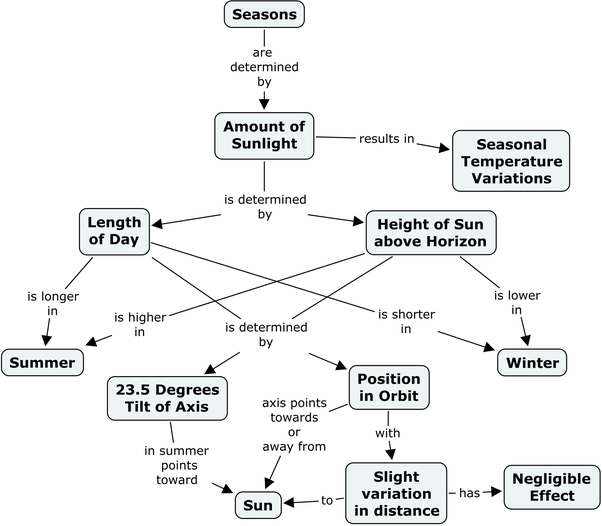 Seasons
are
determined
by
Amount of
Sunlight
results in
Seasonal
Temperature
Variations
is determined
by
Length
of Day
Height of Sun
above Horizon
is longer
in
is higher
in
is determined
by
is shorter
in
is lower
in
Summer
Winter
23.5 Degrees
Tilt of Axis
Position
in Orbit
axis points
towards
or
away from
with
in summer
points
toward
Sun
to
Slight
variation
in distance
has
Negligible
Effect